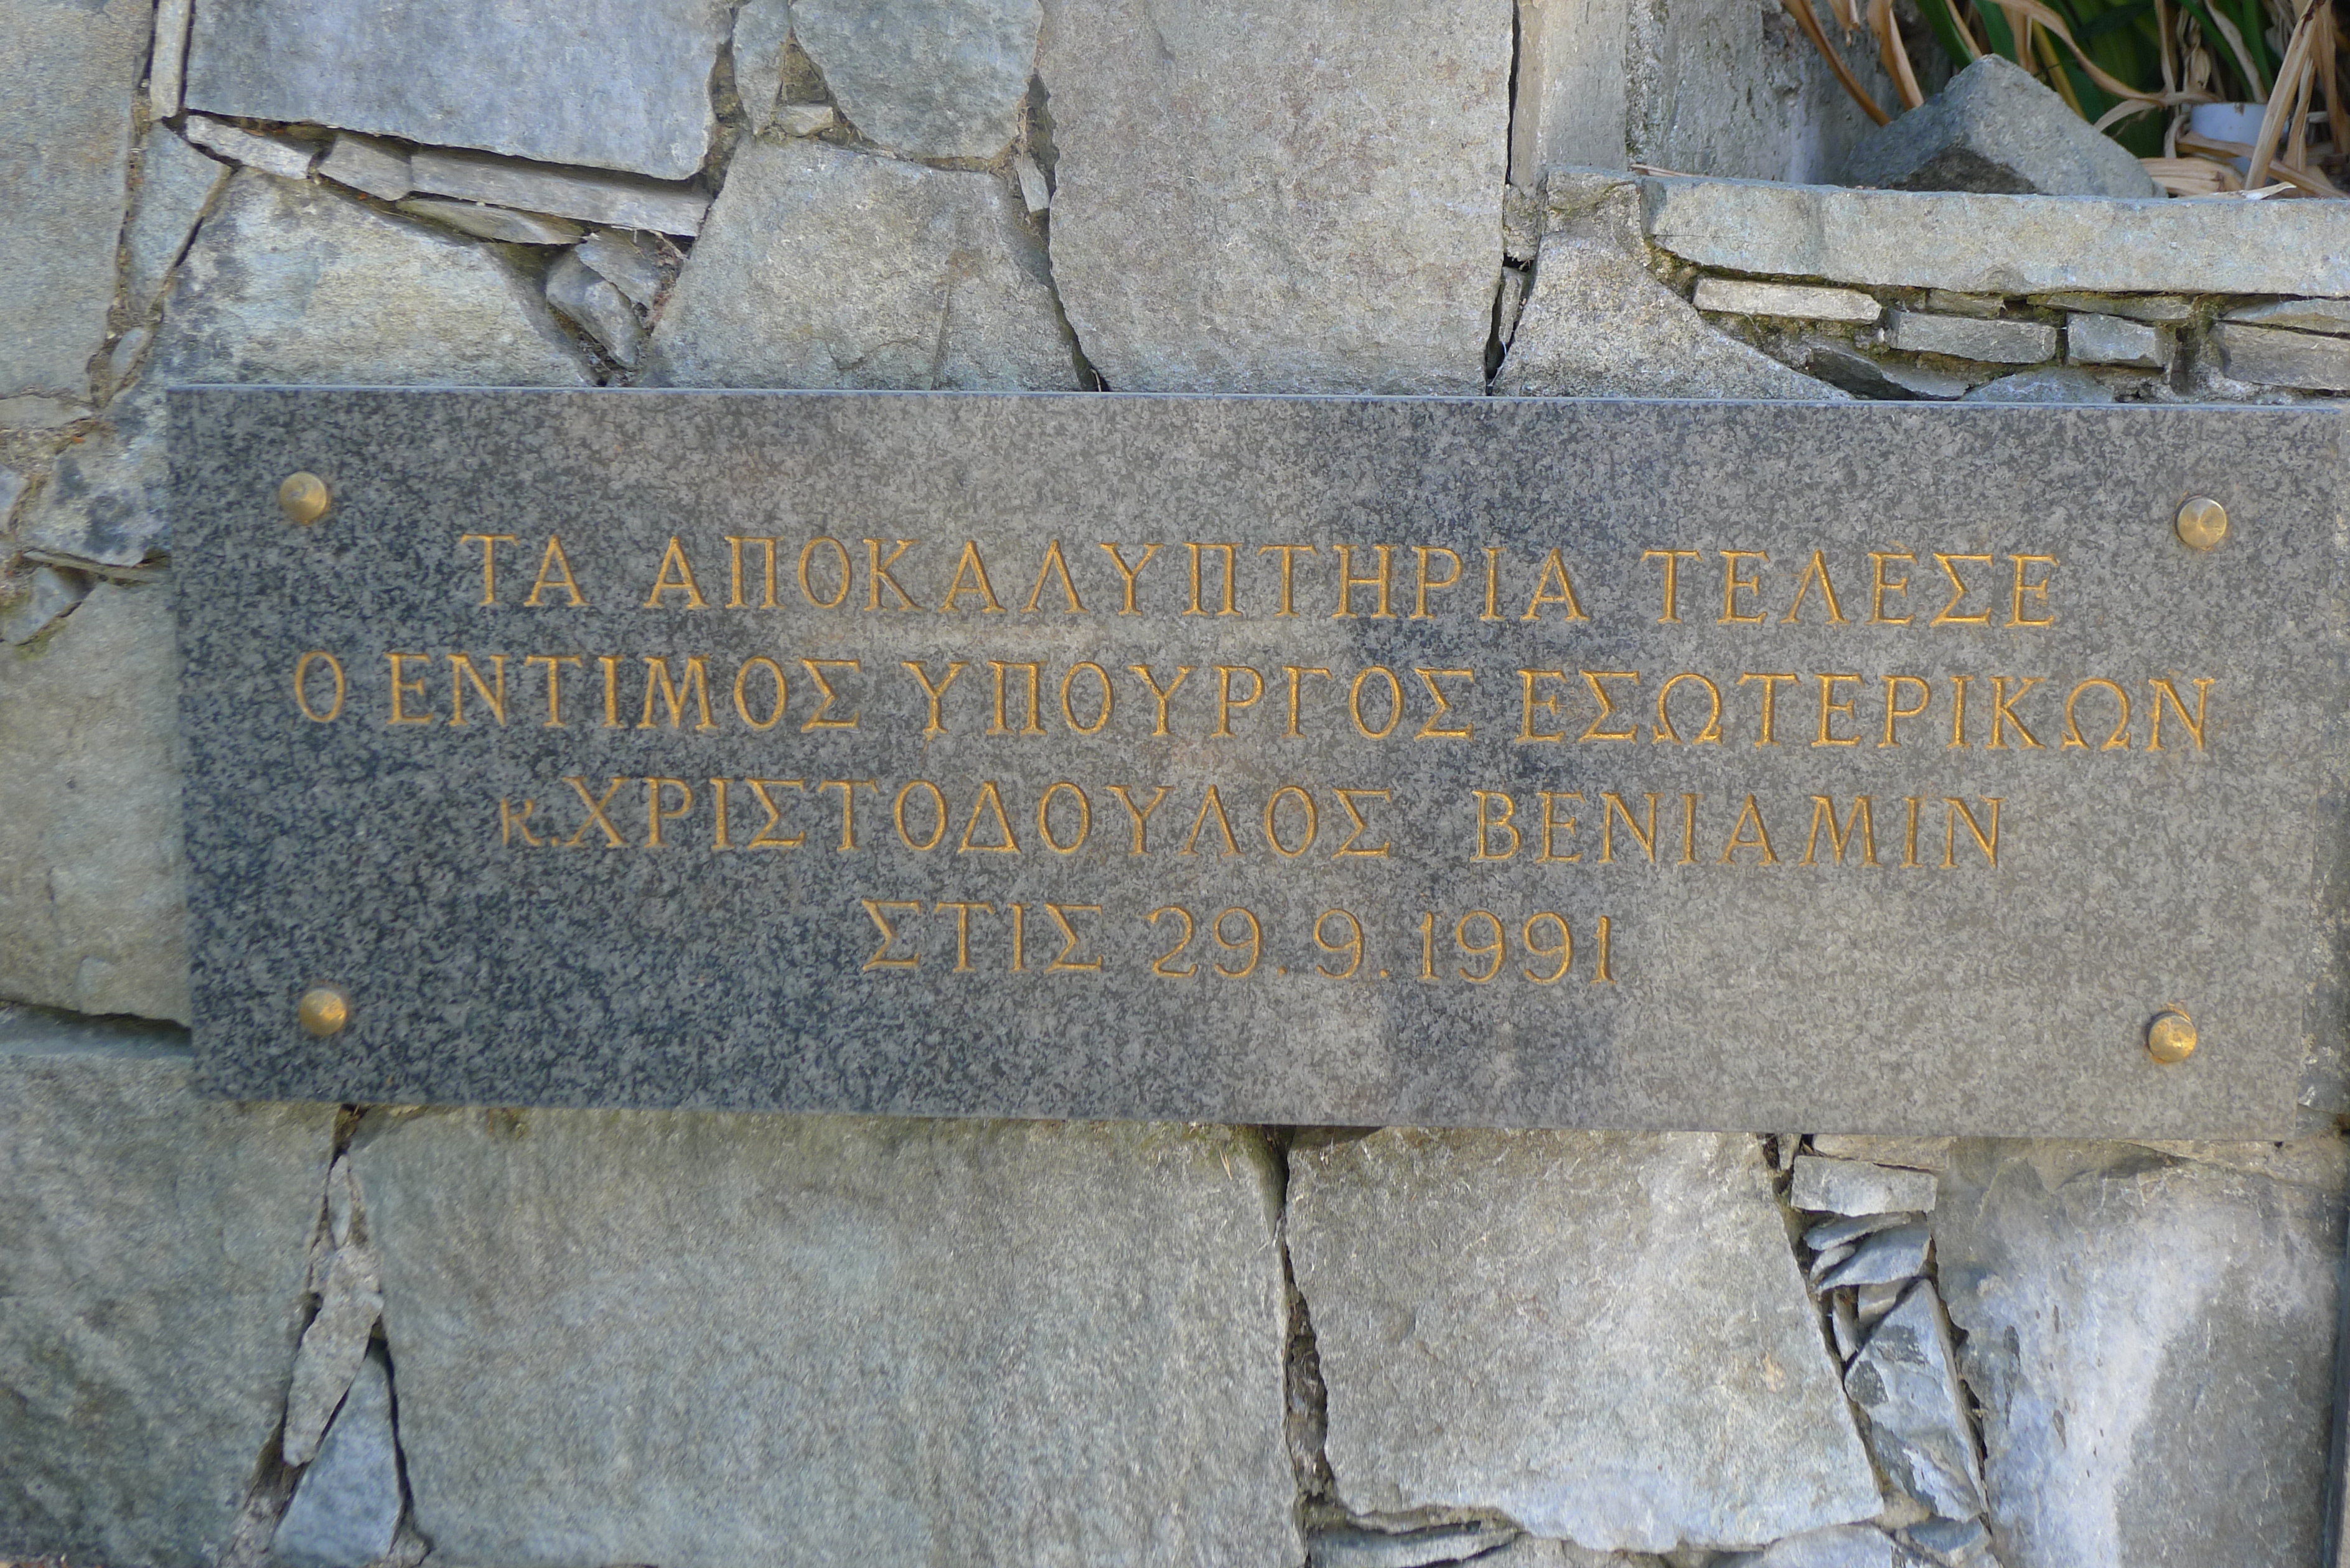 ΤΑ ΑΠΟΚΑΛΥΠΤΗΡΙΑ ΤΕΛΕΣΕ
Ο ΕΝΤΙΜΟΣ ΥΠΟΥΡΓΟΣ ΕΣΩΤΕΡΙΚΩΝ
κ.ΧΡΙΣΤΟΔΟΥΛΟΣ ΒΕΝΙΑΜΙΝ
ΣΤΙΣ 29.9.1991